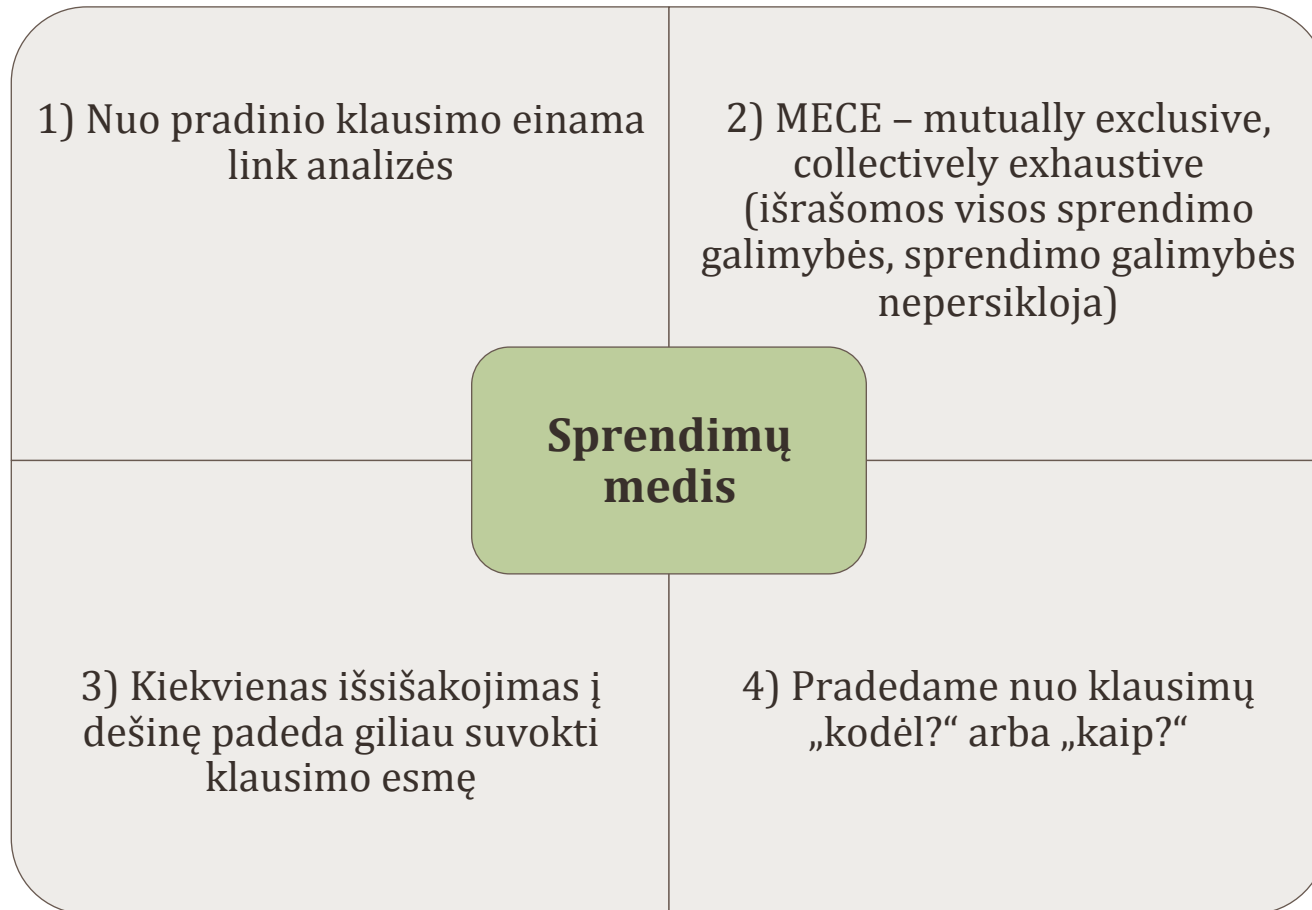 1) Nuo pradinio klausimo einama
link analizės
2) MECE – mutually exclusive,
collectively exhaustive
(išrašomos visos sprendimo
galimybės, sprendimo galimybės
nepersikloja)
Sprendimų
medis
3) Kiekvienas išsišakojimas į
dešinę padeda giliau suvokti
klausimo esmę
4) Pradedame nuo klausimų
„kodėl?“ arba „kaip?“